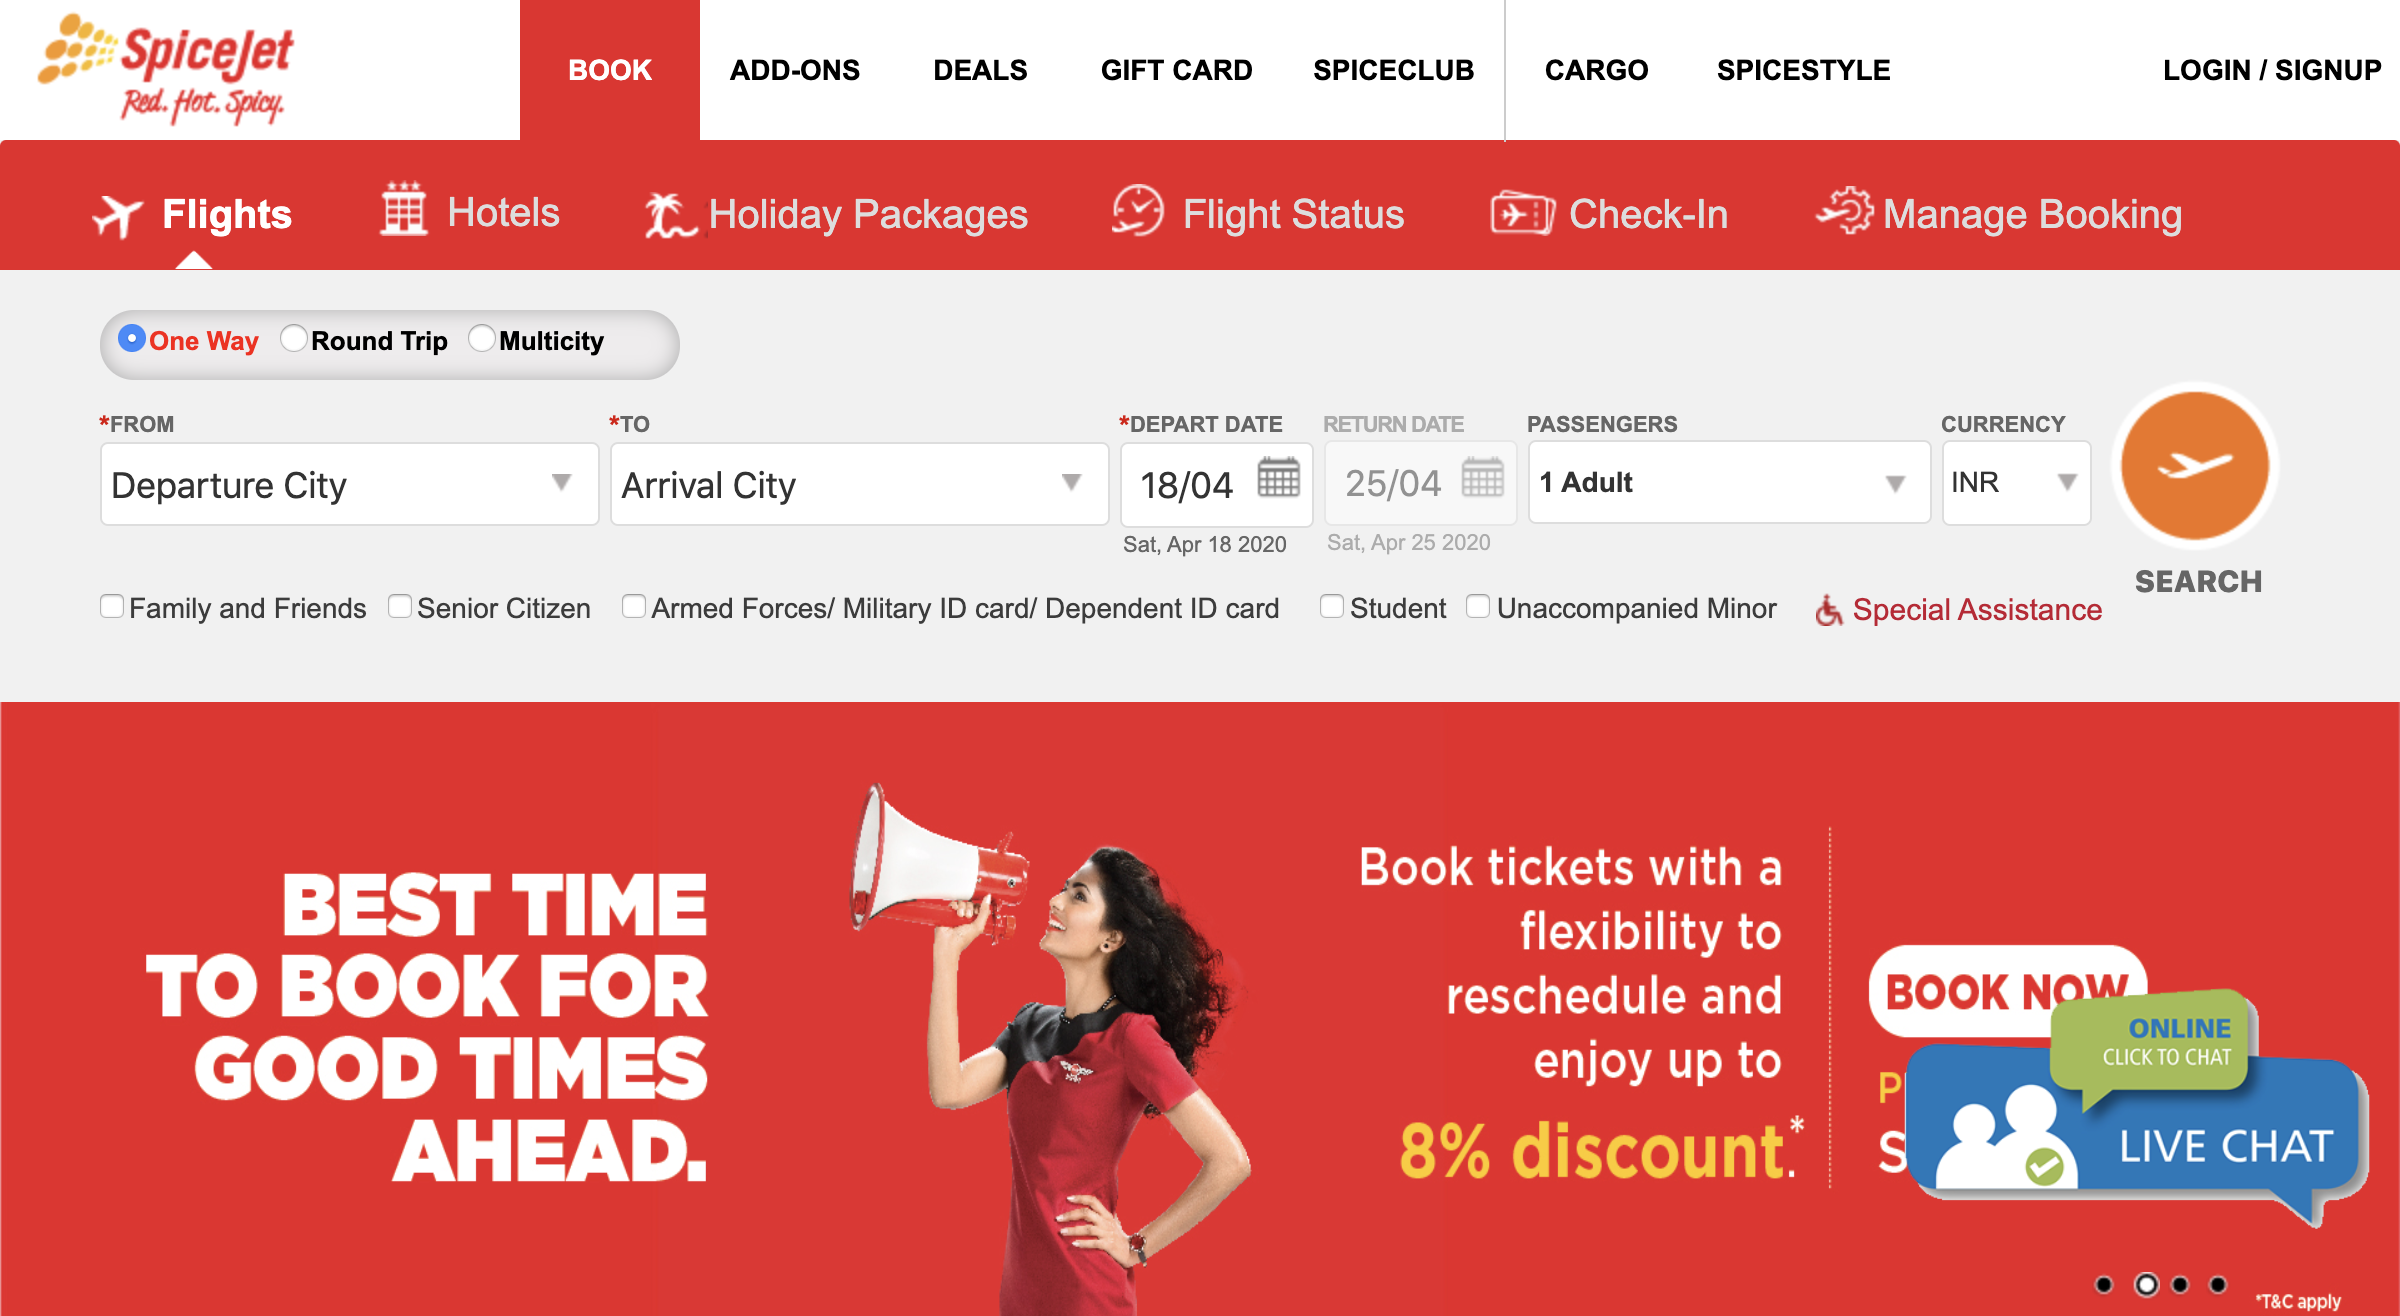 SpiceJet
Red. Hot. Spicy.
BOOK ADD-ONS DEALS GIFT CARD SPICECLUB CARGO SPICESTYLE LOGIN / SIGNUP
Flights Hotels Holiday Packages Flight Status Check-In Manage Booking
One Way Round Trip Multicity
*FROM *TO *DEPART DATE RETURN DATE PASSENGERS CURRENCY
Departure City Arrival City 18/04 25/04 1 Adult INR
Sat, Apr 18 2020 Sat, Apr 25 2020
SEARCH
Family and Friends Senior Citizen Armed Forces/ Military ID card/ Dependent ID card Student Unaccompanied Minor Special Assistance
BEST TIME
TO BOOK FOR
GOOD TIMES
AHEAD.
Book tickets with a
flexibility to
reschedule and
enjoy up to
8% discount.*
BOOK NOW
ONLINE
CLICK TO CHAT
LIVE CHAT
*T&C apply